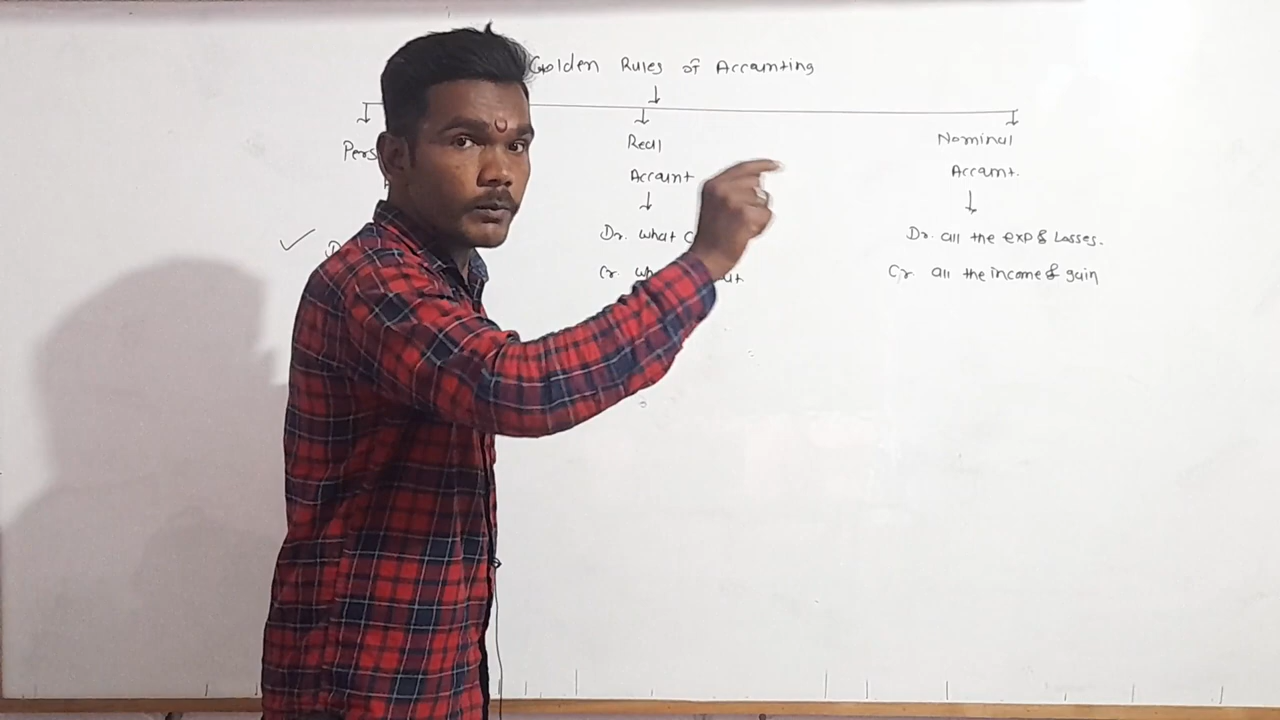 Golden Rules of Accounting
Pers
Real
Account
Dr. what
Cr.
Nominal
Account.
Dr. all the exp & Losses.
Cr. all the income & gain